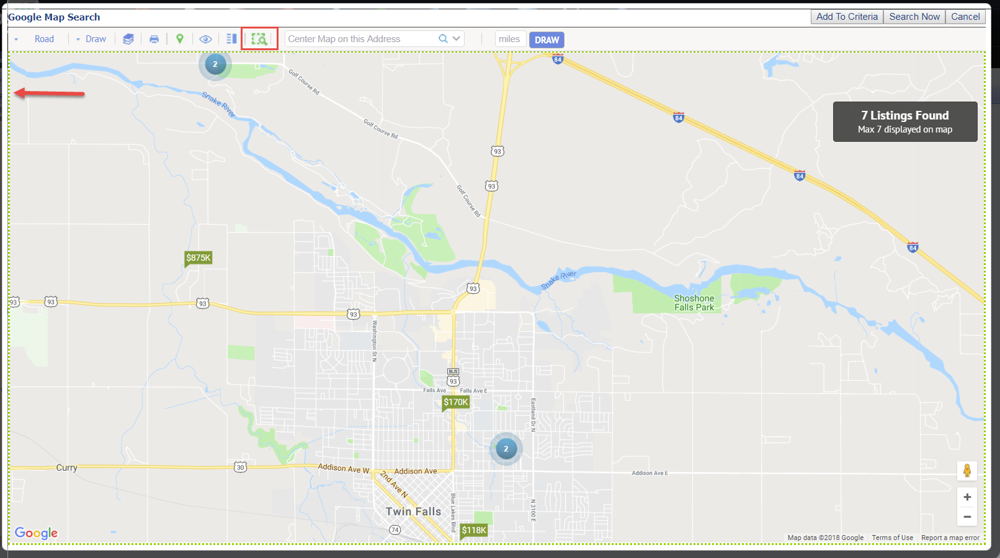 Google Map Search
Add To Criteria
Search Now
Cancel
Road
Draw
Center Map on this Address
miles
DRAW
2
84
Golf Course Rd
Snake River
7 Listings Found
Max 7 displayed on map
84
Golf Course Rd
93
84
93
Golf Course Rd
84
$875K
Snake River
93
Shoshone
Falls Park
93
93
93
93
Washington St N
BUS
93
Falls Ave
Falls Ave E
$170K
Eastland Dr N
2
Curry
30
Addison Ave W
Addison Ave
Addison Ave E
2nd Ave N
Blue Lakes Blvd
N 3100 E
Twin Falls
74
$118K
Google
Map data ©2018 Google
Terms of Use
Report a map error